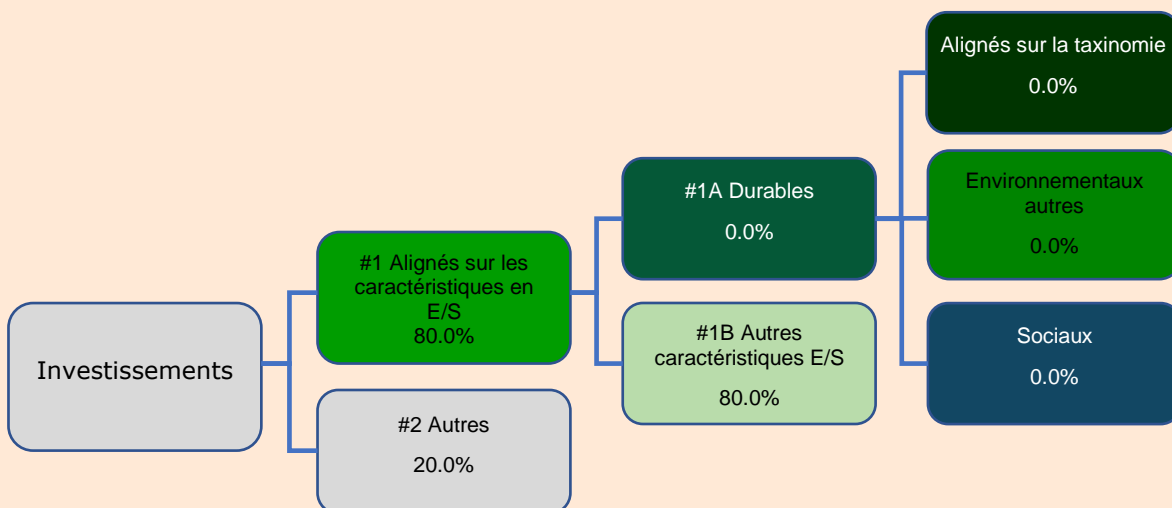 Investissements
#1 Alignés sur les
caractéristiques en
E/S
80.0%
#2 Autres
20.0%
#1A Durables
0.0%
#1B Autres
caractéristiques E/S
80.0%
Alignés sur la taxinomie
0.0%
Environnementaux
autres
0.0%
Sociaux
0.0%